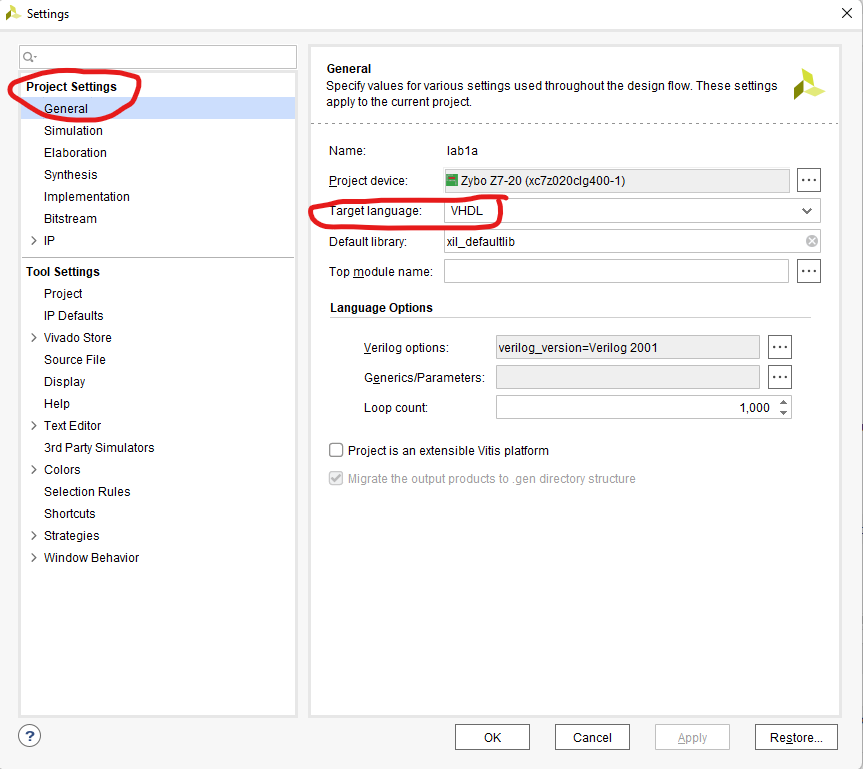 Settings
Project Settings
General
Simulation
Elaboration
Synthesis
Implementation
Bitstream
IP
Tool Settings
Project
IP Defaults
Vivado Store
Source File
Display
Help
Text Editor
3rd Party Simulators
Colors
Selection Rules
Shortcuts
Strategies
Window Behavior
General
Specify values for various settings used throughout the design flow. These settings
apply to the current project.
Name: lab1a
Project device: Zybo Z7-20 (xc7z020clg400-1) ...
Target language: VHDL
Default library: xil_defaultlib
Top module name: ...
Language Options
Verilog options: verilog_version=Verilog 2001 ...
Generics/Parameters: ...
Loop count: 1,000
Project is an extensible Vitis platform
Migrate the output products to .gen directory structure
? OK Cancel Apply Restore...